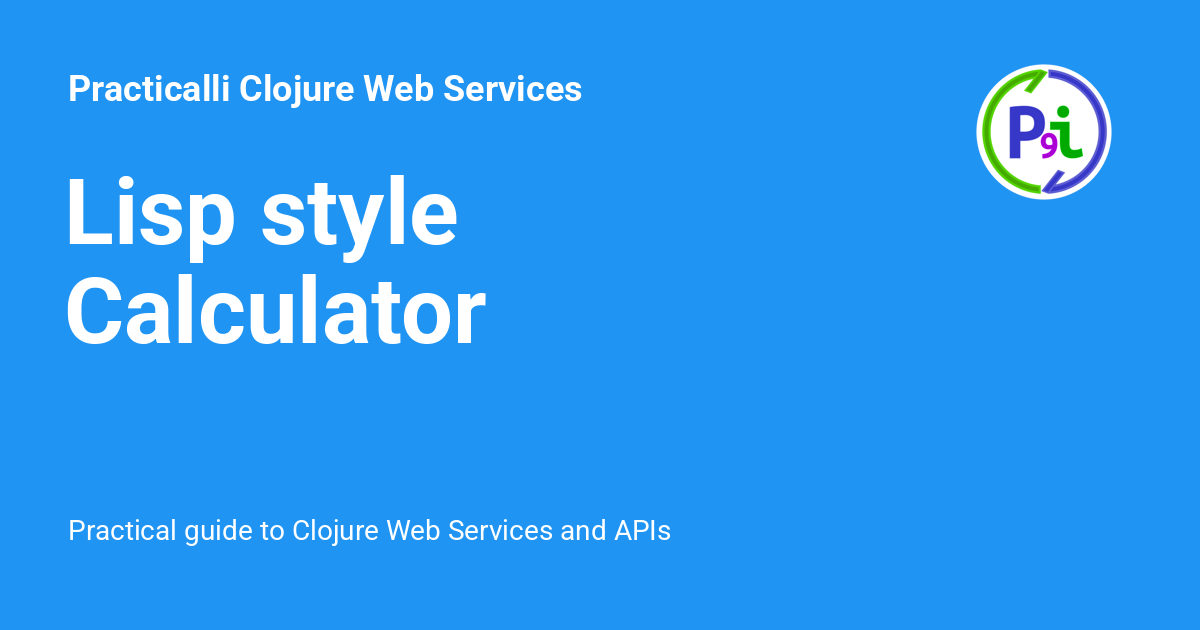 Practicalli Clojure Web Services
P9i
Lisp style
Calculator
Practical guide to Clojure Web Services and APIs